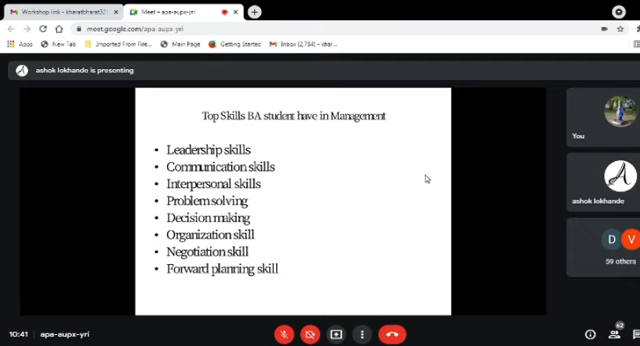 Workshop link - kharatbharat32
Meet – apa-aupx-yri
meet.google.com/apa-aupx-yri
Apps
New Tab
Imported From Fire...
Main Page
Getting Started
Inbox (2,784) - khar...
ashok lokhande is presenting
Top Skills BA student have in Management
• Leadership skills
• Communication skills
• Interpersonal skills
• Problem solving
• Decision making
• Organization skill
• Negotiation skill
• Forward planning skill
You
A
ashok lokhande
D V
59 others
10:41 apa-aupx-yri
62